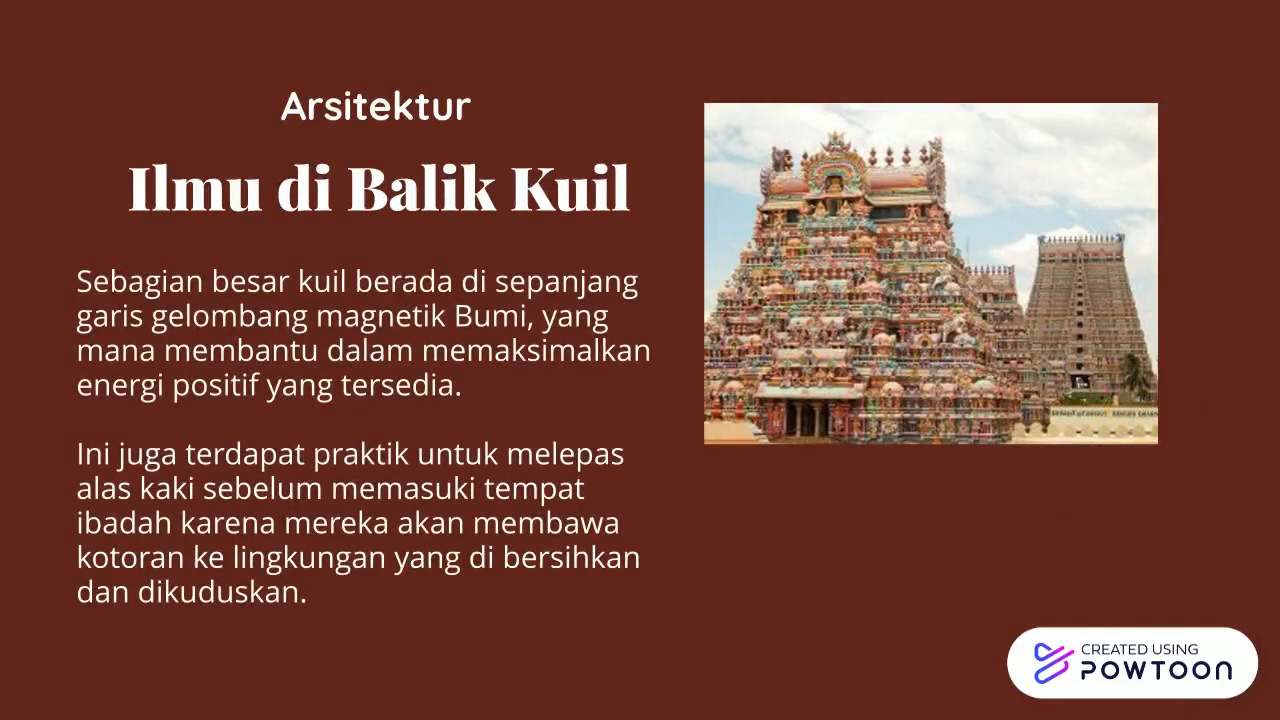 Arsitektur
Ilmu di Balik Kuil
Sebagian besar kuil berada di sepanjang
garis gelombang magnetik Bumi, yang
mana membantu dalam memaksimalkan
energi positif yang tersedia.
Ini juga terdapat praktik untuk melepas
alas kaki sebelum memasuki tempat
ibadah karena mereka akan membawa
kotoran ke lingkungan yang di bersihkan
dan dikuduskan.
CREATED USING
POWTOON